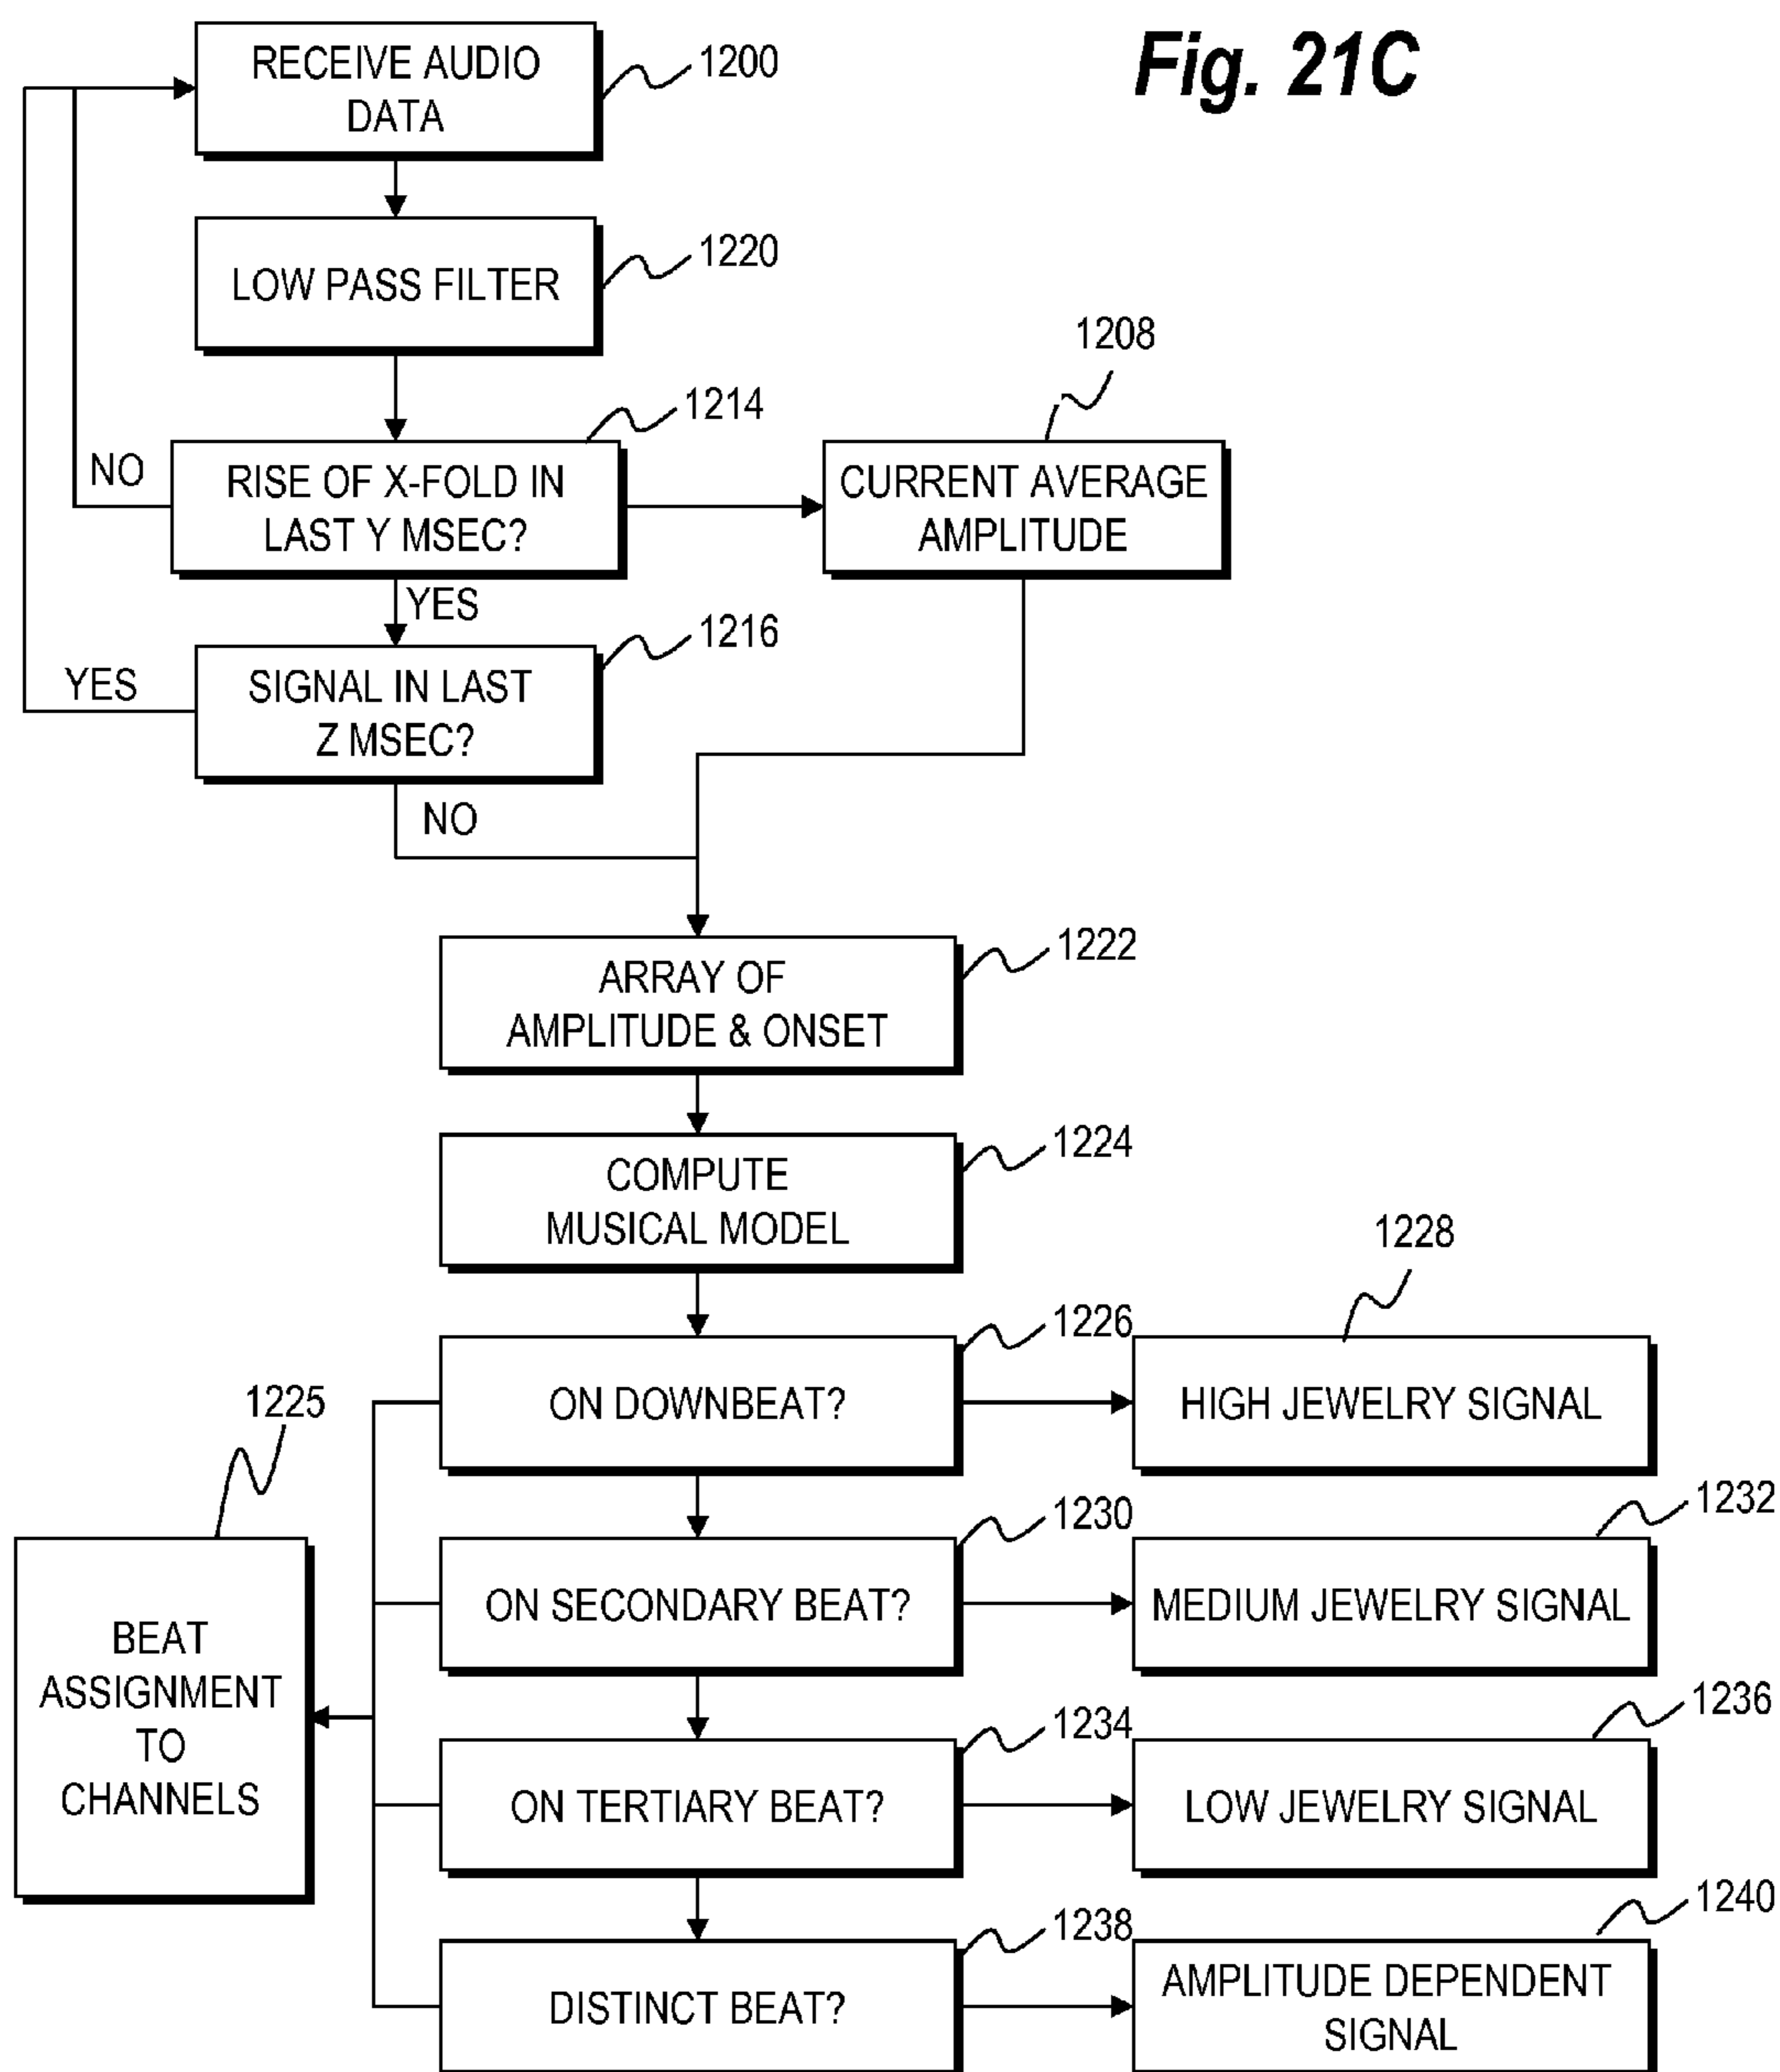 Fig. 21C
RECEIVE AUDIO
DATA
1200
LOW PASS FILTER
1220
1208
1214
NO
RISE OF X-FOLD IN
LAST Y MSEC?
CURRENT AVERAGE
AMPLITUDE
YES
1216
YES
SIGNAL IN LAST
Z MSEC?
NO
ARRAY OF
AMPLITUDE & ONSET
1222
COMPUTE
MUSICAL MODEL
1224
1228
1226
ON DOWNBEAT?
HIGH JEWELRY SIGNAL
1225
1230
1232
ON SECONDARY BEAT?
MEDIUM JEWELRY SIGNAL
BEAT
ASSIGNMENT
TO
CHANNELS
1234
1236
ON TERTIARY BEAT?
LOW JEWELRY SIGNAL
1238
1240
DISTINCT BEAT?
AMPLITUDE DEPENDENT
SIGNAL